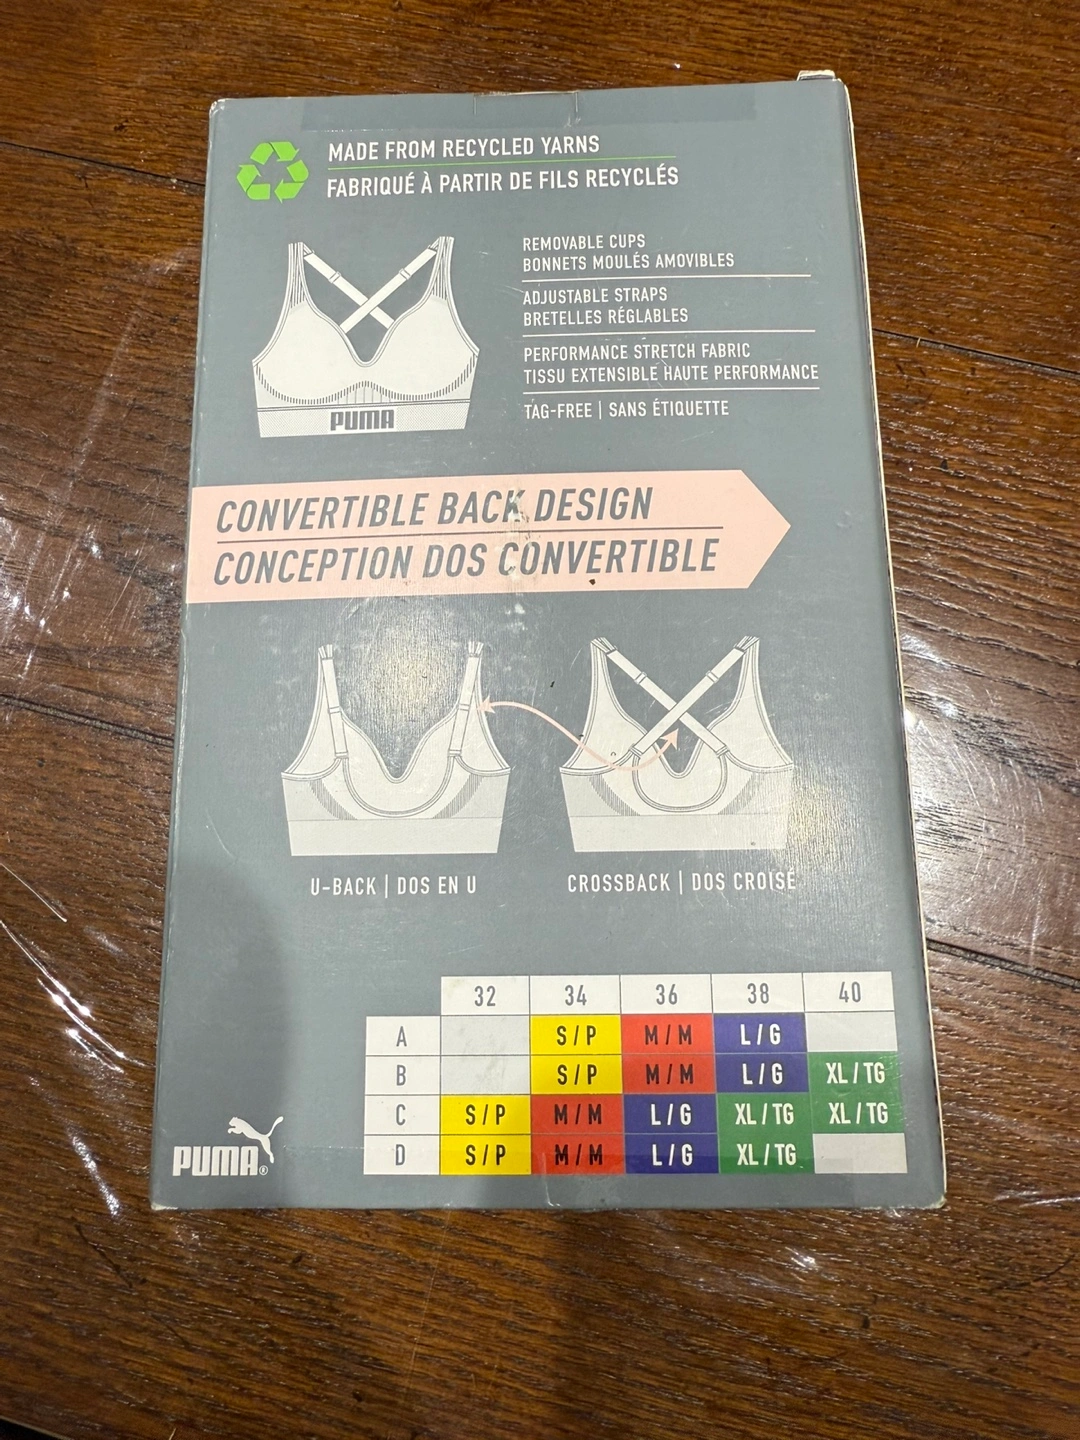 MADE FROM RECYCLED YARNS
FABRIQUÉ À PARTIR DE FILS RECYCLÉS
REMOVABLE CUPS
BONNETS MOULÉS AMOVIBLES
ADJUSTABLE STRAPS
BRETELLES RÉGLABLES
PERFORMANCE STRETCH FABRIC
TISSU EXTENSIBLE HAUTE PERFORMANCE
TAG-FREE | SANS ÉTIQUETTE
PUMA
CONVERTIBLE BACK DESIGN
CONCEPTION DOS CONVERTIBLE
U-BACK | DOS EN U
CROSSBACK | DOS CROISÉ
32 34 36 38 40
A S/P M/M L/G
B S/P M/M L/G XL/TG
C S/P M/M L/G XL/TG XL/TG
D S/P M/M L/G XL/TG
PUMA®